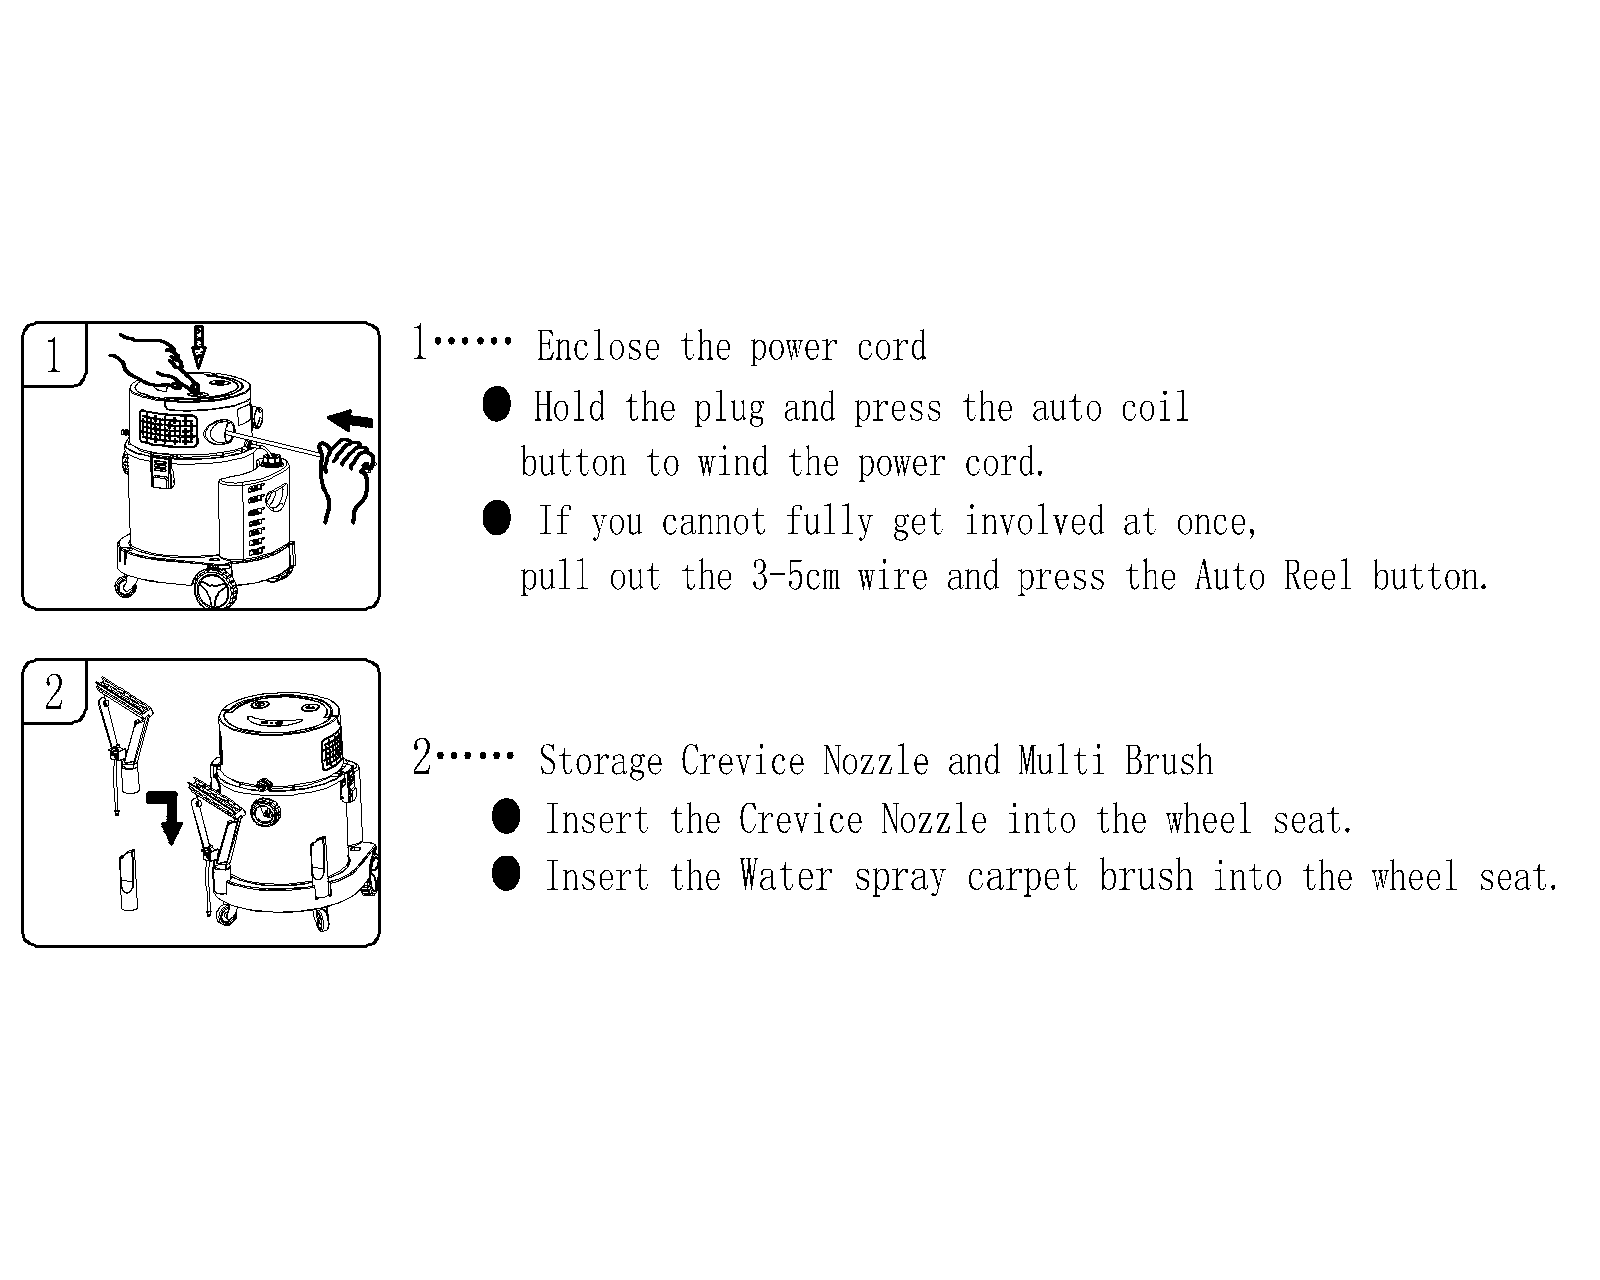 1
1······ Enclose the power cord
● Hold the plug and press the auto coil
button to wind the power cord.
● If you cannot fully get involved at once,
pull out the 3-5cm wire and press the Auto Reel button.
2
2······ Storage Crevice Nozzle and Multi Brush
● Insert the Crevice Nozzle into the wheel seat.
● Insert the Water spray carpet brush into the wheel seat.